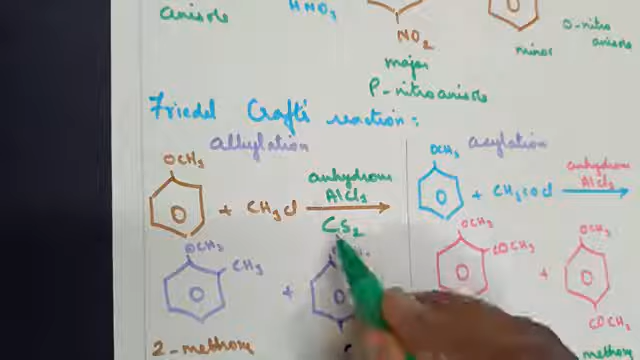 anisole
HNO3
NO2
major
P-nitroanisole
minor
O-nitro
anisole
Friedel Craft's reaction:
alkylation
OCH3
+ CH3Cl
anhydrous
AlCl3
CS2
OCH3
CH3
+
2-methoxy
acylation
OCH3
+ CH3COCl
anhydrous
AlCl3
OCH3
COCH3
+
OCH3
COCH3
methoxy